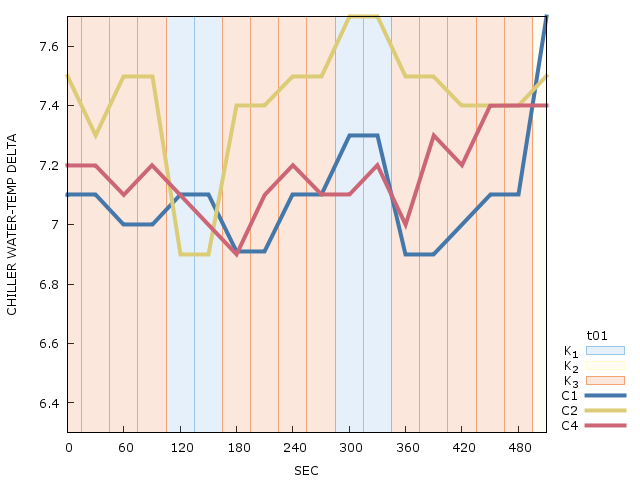 7.6
7.4
7.2
7
6.8
6.6
6.4
CHILLER WATER-TEMP DELTA
0 60 120 180 240 300 360 420 480
SEC
t01
K1
K2
K3
C1
C2
C4